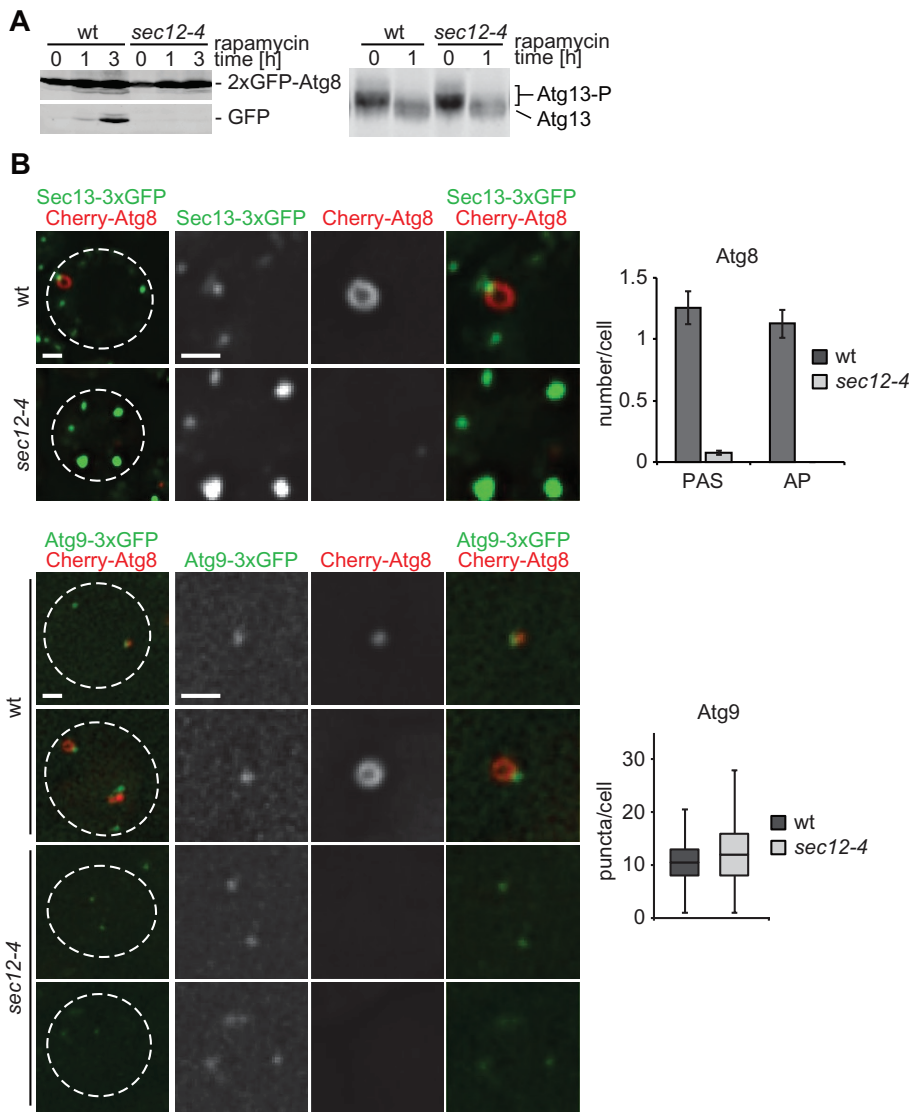 A
wt sec12-4 rapamycin
0 1 3 0 1 3 time [h]
- 2xGFP-Atg8
- GFP
wt sec12-4 rapamycin
0 1 0 1 time [h]
Atg13-P
Atg13
B
Sec13-3xGFP
Cherry-Atg8
Sec13-3xGFP
Cherry-Atg8
Sec13-3xGFP
Cherry-Atg8
wt
sec12-4
Atg8
number/cell
1.5
1
0.5
0
PAS AP
wt
sec12-4
Atg9-3xGFP
Cherry-Atg8
Atg9-3xGFP
Cherry-Atg8
Atg9-3xGFP
Cherry-Atg8
wt
sec12-4
Atg9
puncta/cell
30
20
10
0
wt
sec12-4